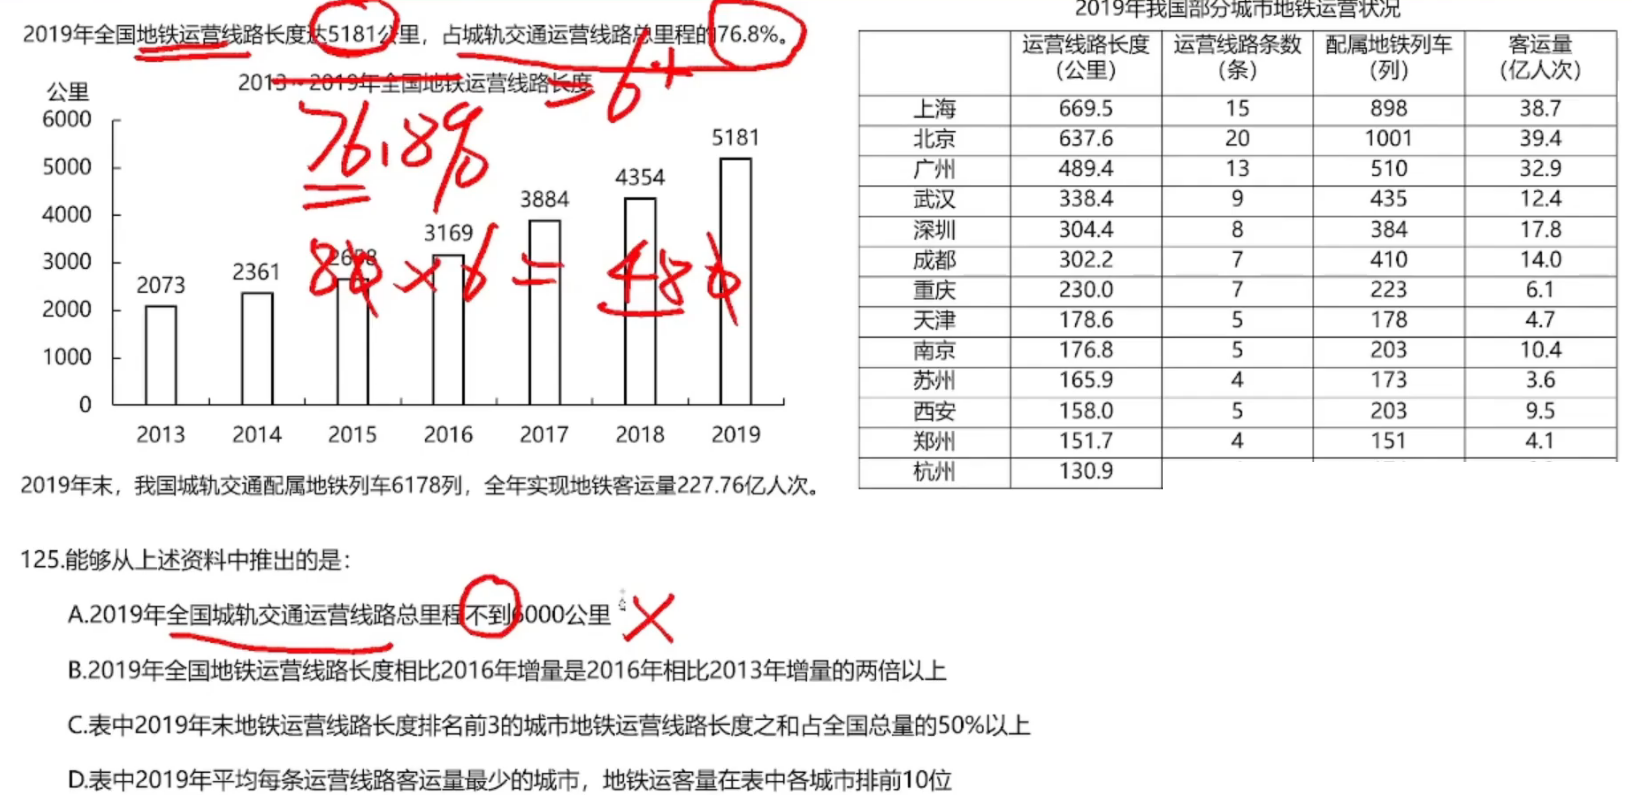 2019年全国地铁运营线路长度达5181公里，占城轨交通运营线路总里程的76.8%。
2013~2019年全国地铁运营线路长度
公里
6000
5000
4000
3000
2000
1000
0
2073
2361
3169
3884
4354
5181
2013 2014 2015 2016 2017 2018 2019
=6+
76.8%
80×6=480
2019年末，我国城轨交通配属地铁列车6178列，全年实现地铁客运量227.76亿人次。
2019年我国部分城市地铁运营状况
运营线路长度（公里） 运营线路条数（条） 配属地铁列车（列） 客运量（亿人次）
上海 669.5 15 898 38.7
北京 637.6 20 1001 39.4
广州 489.4 13 510 32.9
武汉 338.4 9 435 12.4
深圳 304.4 8 384 17.8
成都 302.2 7 410 14.0
重庆 230.0 7 223 6.1
天津 178.6 5 178 4.7
南京 176.8 5 203 10.4
苏州 165.9 4 173 3.6
西安 158.0 5 203 9.5
郑州 151.7 4 151 4.1
杭州 130.9
125.能够从上述资料中推出的是：
A.2019年全国城轨交通运营线路总里程不到6000公里
B.2019年全国地铁运营线路长度相比2016年增量是2016年相比2013年增量的两倍以上
C.表中2019年末地铁运营线路长度排名前3的城市地铁运营线路长度之和占全国总量的50%以上
D.表中2019年平均每条运营线路客运量最少的城市，地铁运客量在表中各城市排前10位